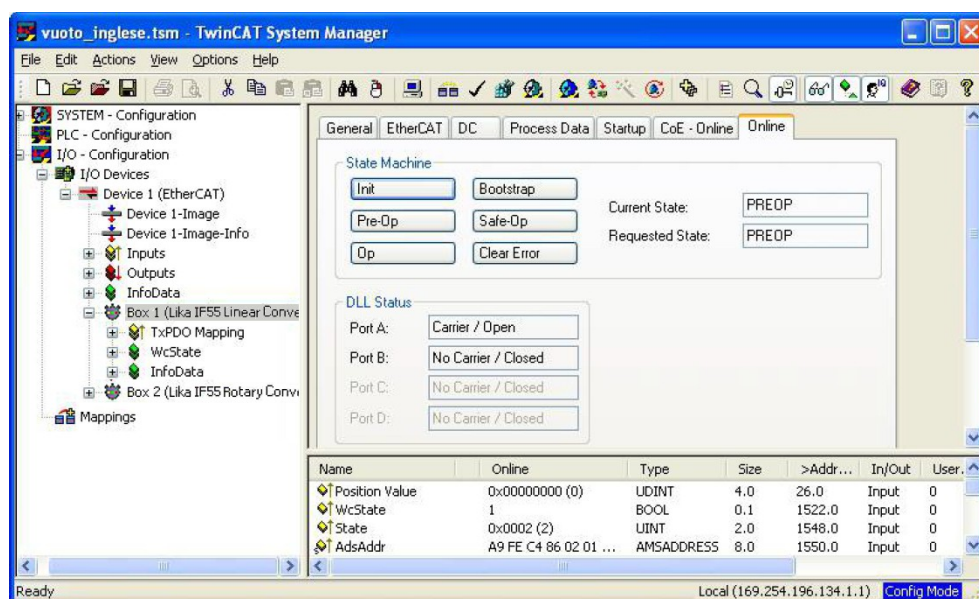 vuoto_inglese.tsm - TwinCAT System Manager
File Edit Actions View Options Help
SYSTEM - Configuration
PLC - Configuration
I/O - Configuration
I/O Devices
Device 1 (EtherCAT)
Device 1-Image
Device 1-Image-Info
Inputs
Outputs
InfoData
Box 1 (Lika IF55 Linear Conve
TxPDO Mapping
WcState
InfoData
Box 2 (Lika IF55 Rotary Conv
Mappings
General EtherCAT DC Process Data Startup CoE - Online Online
State Machine
Init Bootstrap
Pre-Op Safe-Op
Op Clear Error
Current State: PREOP
Requested State: PREOP
DLL Status
Port A: Carrier / Open
Port B: No Carrier / Closed
Port C: No Carrier / Closed
Port D: No Carrier / Closed
Name Online Type Size >Addr... In/Out User.
Position Value 0x00000000 (0) UDINT 4.0 26.0 Input 0
WcState 1 BOOL 0.1 1522.0 Input 0
State 0x0002 (2) UINT 2.0 1548.0 Input 0
AdsAddr A9 FE C4 86 02 01 ... AMSADDRESS 8.0 1550.0 Input 0
Ready Local (169.254.196.134.1.1) Config Mode